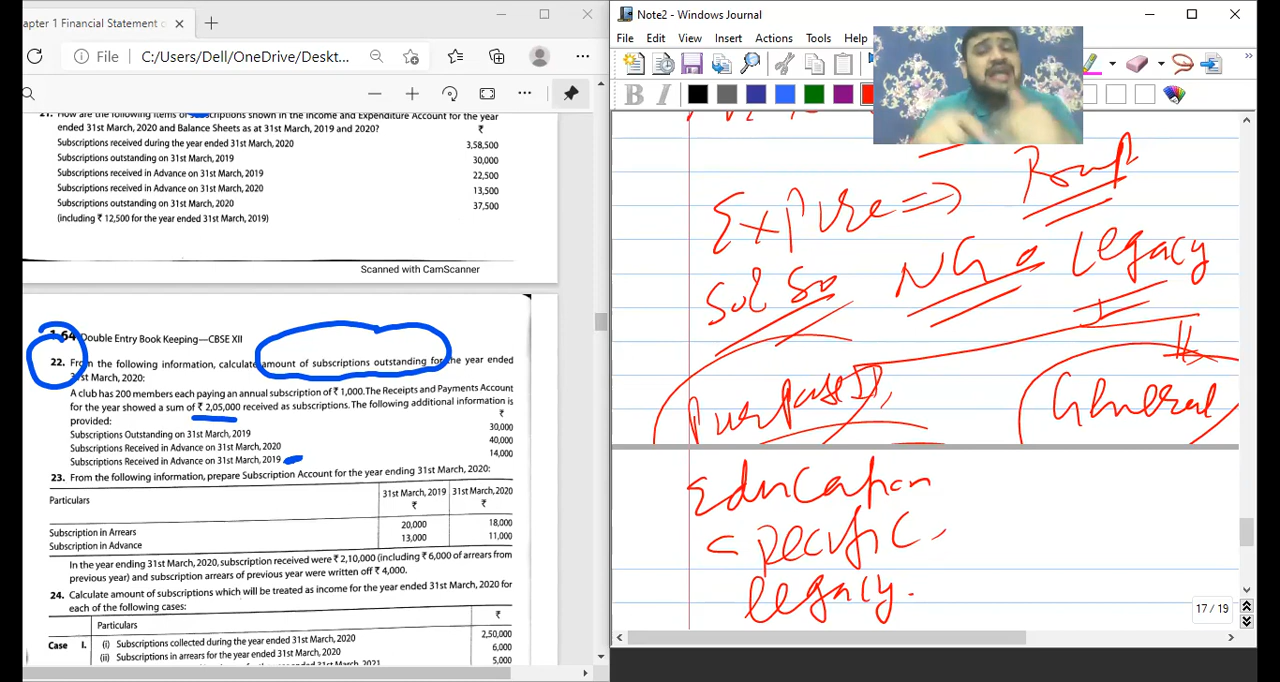 apter 1 Financial Statement o
File
C:/Users/Dell/OneDrive/Deskt...
21. How are the following items of subscriptions shown in the Income and Expenditure Account for the year
ended 31st March, 2020 and Balance Sheets as at 31st March, 2019 and 2020?
₹
Subscriptions received during the year ended 31st March, 2020 3,58,500
Subscriptions outstanding on 31st March, 2019 30,000
Subscriptions received in Advance on 31st March, 2019 22,500
Subscriptions received in Advance on 31st March, 2020 13,500
Subscriptions outstanding on 31st March, 2020 37,500
(including ₹ 12,500 for the year ended 31st March, 2019)
Scanned with CamScanner
1.64 Double Entry Book Keeping—CBSE XII
22. From the following information, calculate amount of subscriptions outstanding for the year ended
31st March, 2020:
A club has 200 members each paying an annual subscription of ₹ 1,000. The Receipts and Payments Account
for the year showed a sum of ₹ 2,05,000 received as subscriptions. The following additional information is
provided: ₹
Subscriptions Outstanding on 31st March, 2019 30,000
Subscriptions Received in Advance on 31st March, 2020 40,000
Subscriptions Received in Advance on 31st March, 2019 14,000
23. From the following information, prepare Subscription Account for the year ending 31st March, 2020:
Particulars 31st March, 2019 31st March, 2020
₹ ₹
Subscription in Arrears 20,000 18,000
Subscription in Advance 13,000 11,000
In the year ending 31st March, 2020, subscription received were ₹ 2,10,000 (including ₹ 6,000 of arrears from
previous year) and subscription arrears of previous year were written off ₹ 4,000.
24. Calculate amount of subscriptions which will be treated as income for the year ended 31st March, 2020 for
each of the following cases:
Particulars ₹
Case I. (i) Subscriptions collected during the year ended 31st March, 2020 2,50,000
(ii) Subscriptions in arrears for the year ended 31st March, 2020 6,000
5,000
Note2 - Windows Journal
File Edit View Insert Actions Tools Help
B I
Expire ⇒
NG
Legacy
General
Education
specific
legacy.
17 / 19